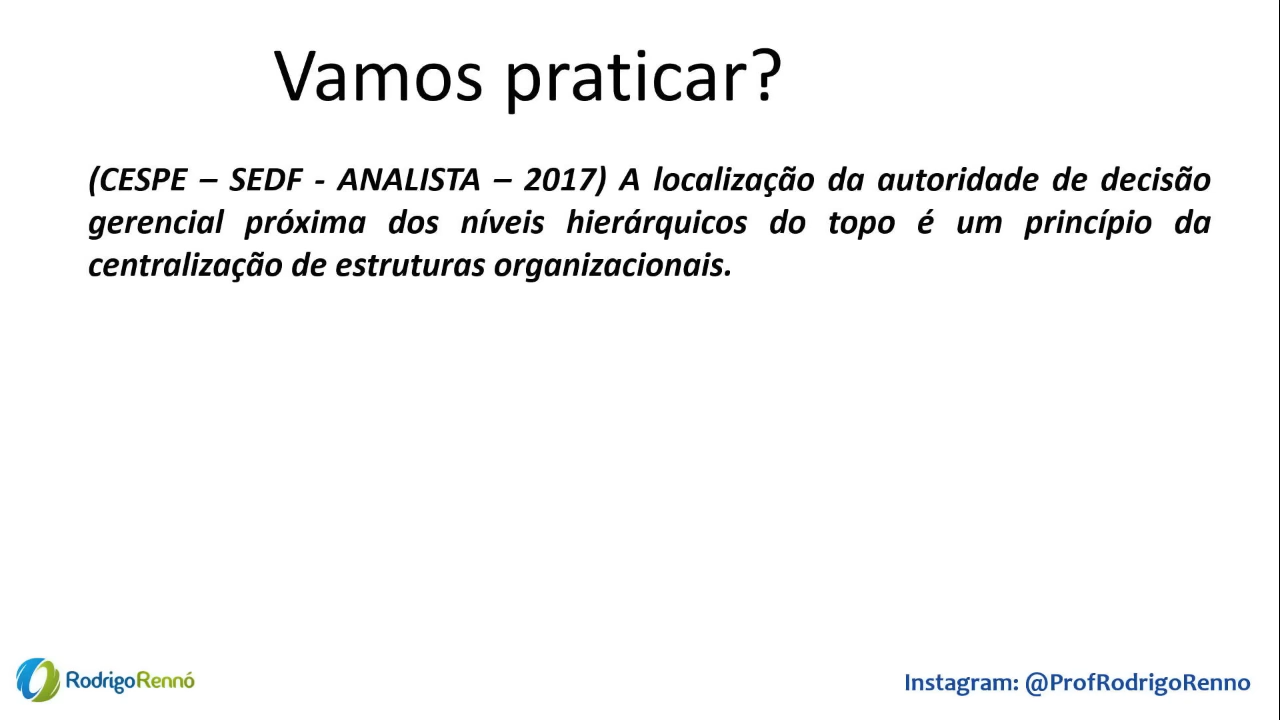 Vamos praticar?
(CESPE – SEDF - ANALISTA – 2017) A localização da autoridade de decisão
gerencial próxima dos níveis hierárquicos do topo é um princípio da
centralização de estruturas organizacionais.
RodrigoRennó
Instagram: @ProfRodrigoRenno